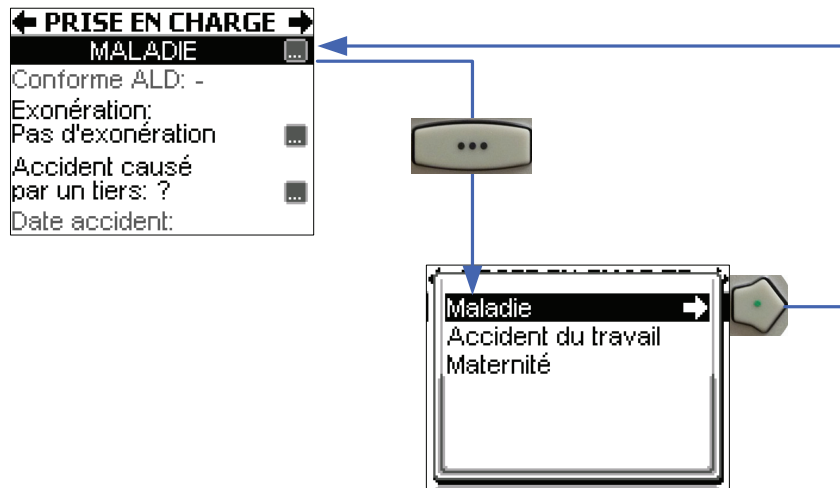 PRISE EN CHARGE
MALADIE ...
Conforme ALD: -
Exonération:
Pas d'exonération ...
Accident causé
par un tiers: ? ...
Date accident:
Maladie
Accident du travail
Maternité